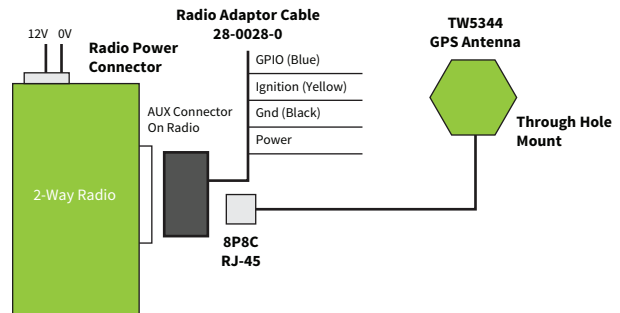 Radio Adaptor Cable
28-0028-0
TW5344
GPS Antenna
12V 0V
Radio Power
Connector
GPIO (Blue)
Ignition (Yellow)
Gnd (Black)
Power
AUX Connector
On Radio
Through Hole
Mount
2-Way Radio
8P8C
RJ-45